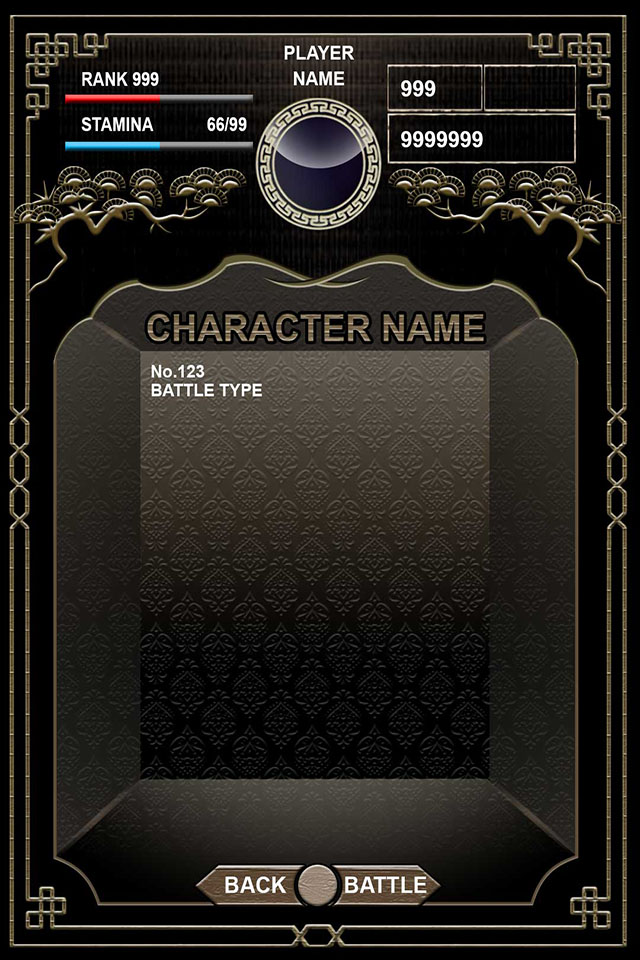 PLAYER
NAME
RANK 999
STAMINA 66/99
999
9999999
CHARACTER NAME
No.123
BATTLE TYPE
BACK BATTLE